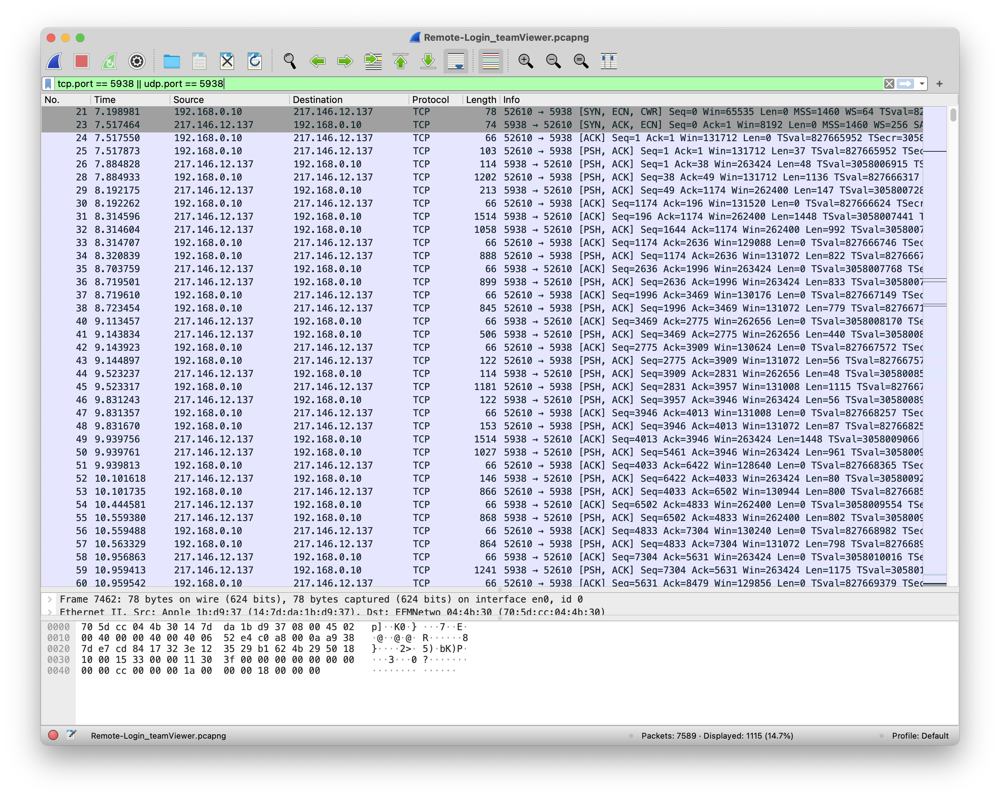 Remote-Login_teamViewer.pcapng
tcp.port == 5938 || udp.port == 5938
No. Time Source Destination Protocol Length Info
21 7.198981 192.168.0.10 217.146.12.137 TCP 78 52610 → 5938 [SYN, ECN, CWR] Seq=0 Win=65535 Len=0 MSS=1460 WS=64 TSval=82
23 7.517464 217.146.12.137 192.168.0.10 TCP 74 5938 → 52610 [SYN, ACK, ECN] Seq=0 Ack=1 Win=8192 Len=0 MSS=1460 WS=256 SA
24 7.517550 192.168.0.10 217.146.12.137 TCP 66 52610 → 5938 [ACK] Seq=1 Ack=1 Win=131712 Len=0 TSval=827665952 TSecr=3058
25 7.517873 192.168.0.10 217.146.12.137 TCP 103 52610 → 5938 [PSH, ACK] Seq=1 Ack=1 Win=131712 Len=37 TSval=827665952 TSec
26 7.884828 217.146.12.137 192.168.0.10 TCP 114 5938 → 52610 [PSH, ACK] Seq=1 Ack=38 Win=263424 Len=48 TSval=3058006915 TS
28 7.884933 192.168.0.10 217.146.12.137 TCP 1202 52610 → 5938 [PSH, ACK] Seq=38 Ack=49 Win=131712 Len=1136 TSval=827666317
29 8.192175 217.146.12.137 192.168.0.10 TCP 213 5938 → 52610 [PSH, ACK] Seq=49 Ack=1174 Win=262400 Len=147 TSval=305800728
30 8.192262 192.168.0.10 217.146.12.137 TCP 66 52610 → 5938 [ACK] Seq=1174 Ack=196 Win=131520 Len=0 TSval=827666624 TSecr
31 8.314596 217.146.12.137 192.168.0.10 TCP 1514 5938 → 52610 [ACK] Seq=196 Ack=1174 Win=262400 Len=1448 TSval=3058007441 T
32 8.314604 217.146.12.137 192.168.0.10 TCP 1058 5938 → 52610 [PSH, ACK] Seq=1644 Ack=1174 Win=262400 Len=992 TSval=3058007
33 8.314707 192.168.0.10 217.146.12.137 TCP 66 52610 → 5938 [ACK] Seq=1174 Ack=2636 Win=129088 Len=0 TSval=827666746 TSec
34 8.320839 192.168.0.10 217.146.12.137 TCP 888 52610 → 5938 [PSH, ACK] Seq=1174 Ack=2636 Win=131072 Len=822 TSval=8276667
35 8.703759 217.146.12.137 192.168.0.10 TCP 66 5938 → 52610 [ACK] Seq=2636 Ack=1996 Win=263424 Len=0 TSval=3058007768 TSe
36 8.719501 217.146.12.137 192.168.0.10 TCP 899 5938 → 52610 [PSH, ACK] Seq=2636 Ack=1996 Win=263424 Len=833 TSval=3058007
37 8.719610 192.168.0.10 217.146.12.137 TCP 66 52610 → 5938 [ACK] Seq=1996 Ack=3469 Win=130176 Len=0 TSval=827667149 TSec
38 8.723454 192.168.0.10 217.146.12.137 TCP 845 52610 → 5938 [PSH, ACK] Seq=1996 Ack=3469 Win=131072 Len=779 TSval=8276671
40 9.113457 217.146.12.137 192.168.0.10 TCP 66 5938 → 52610 [ACK] Seq=3469 Ack=2775 Win=262656 Len=0 TSval=3058008170 TSe
41 9.143834 217.146.12.137 192.168.0.10 TCP 506 5938 → 52610 [PSH, ACK] Seq=3469 Ack=2775 Win=262656 Len=440 TSval=3058008
42 9.143923 192.168.0.10 217.146.12.137 TCP 66 52610 → 5938 [ACK] Seq=2775 Ack=3909 Win=130624 Len=0 TSval=827667572 TSec
43 9.144897 192.168.0.10 217.146.12.137 TCP 122 52610 → 5938 [PSH, ACK] Seq=2775 Ack=3909 Win=131072 Len=56 TSval=82766757
44 9.523237 217.146.12.137 192.168.0.10 TCP 114 5938 → 52610 [PSH, ACK] Seq=3909 Ack=2831 Win=262656 Len=48 TSval=30580085
45 9.523317 192.168.0.10 217.146.12.137 TCP 1181 52610 → 5938 [PSH, ACK] Seq=2831 Ack=3957 Win=131008 Len=1115 TSval=827667
46 9.831243 217.146.12.137 192.168.0.10 TCP 122 5938 → 52610 [PSH, ACK] Seq=3957 Ack=3946 Win=263424 Len=56 TSval=30580089
47 9.831357 192.168.0.10 217.146.12.137 TCP 66 52610 → 5938 [ACK] Seq=3946 Ack=4013 Win=131008 Len=0 TSval=827668257 TSec
48 9.831670 192.168.0.10 217.146.12.137 TCP 153 52610 → 5938 [PSH, ACK] Seq=3946 Ack=4013 Win=131072 Len=87 TSval=82766825
49 9.939756 217.146.12.137 192.168.0.10 TCP 1514 5938 → 52610 [ACK] Seq=4013 Ack=3946 Win=263424 Len=1448 TSval=3058009066
50 9.939761 217.146.12.137 192.168.0.10 TCP 1027 5938 → 52610 [PSH, ACK] Seq=5461 Ack=3946 Win=263424 Len=961 TSval=3058009
51 9.939813 192.168.0.10 217.146.12.137 TCP 66 52610 → 5938 [ACK] Seq=4033 Ack=6422 Win=128640 Len=0 TSval=827668365 TSec
52 10.101618 217.146.12.137 192.168.0.10 TCP 146 5938 → 52610 [PSH, ACK] Seq=6422 Ack=4033 Win=263424 Len=80 TSval=30580092
53 10.101735 192.168.0.10 217.146.12.137 TCP 866 52610 → 5938 [PSH, ACK] Seq=4033 Ack=6502 Win=130944 Len=800 TSval=8276685
54 10.444581 217.146.12.137 192.168.0.10 TCP 66 5938 → 52610 [ACK] Seq=6502 Ack=4833 Win=262400 Len=0 TSval=3058009554 TSe
55 10.559380 217.146.12.137 192.168.0.10 TCP 868 5938 → 52610 [PSH, ACK] Seq=6502 Ack=4833 Win=262400 Len=802 TSval=3058009
56 10.559488 192.168.0.10 217.146.12.137 TCP 66 52610 → 5938 [ACK] Seq=4833 Ack=7304 Win=130240 Len=0 TSval=827668982 TSec
57 10.563329 192.168.0.10 217.146.12.137 TCP 864 52610 → 5938 [PSH, ACK] Seq=4833 Ack=7304 Win=131072 Len=798 TSval=8276689
58 10.956863 217.146.12.137 192.168.0.10 TCP 66 5938 → 52610 [ACK] Seq=7304 Ack=5631 Win=263424 Len=0 TSval=3058010016 TSe
59 10.959413 217.146.12.137 192.168.0.10 TCP 1241 5938 → 52610 [PSH, ACK] Seq=7304 Ack=5631 Win=263424 Len=1175 TSval=305801
60 10.959542 192.168.0.10 217.146.12.137 TCP 66 52610 → 5938 [ACK] Seq=5631 Ack=8479 Win=129856 Len=0 TSval=827669379 TSec
Frame 7462: 78 bytes on wire (624 bits), 78 bytes captured (624 bits) on interface en0, id 0
Ethernet II, Src: Apple_1b:d9:37 (14:7d:da:1b:d9:37), Dst: EFMNetwo_04:4b:30 (70:5d:cc:04:4b:30)
0000 70 5d cc 04 4b 30 14 7d da 1b d9 37 08 00 45 02 p]··K0·} ···7··E·
0010 00 40 00 00 40 00 40 06 52 e4 c0 a8 00 0a a9 38 ·@··@·@· R······8
0020 7d e7 cd 84 17 32 3e 12 35 29 b1 62 4b 29 50 18 }····2>· 5)·bK)P·
0030 10 00 15 33 00 00 11 30 3f 00 00 00 00 00 00 00 ···3···0 ?·······
0040 00 00 cc 00 00 00 1a 00 00 00 18 00 00 00 ········ ······
Remote-Login_teamViewer.pcapng Packets: 7589 · Displayed: 1115 (14.7%) Profile: Default